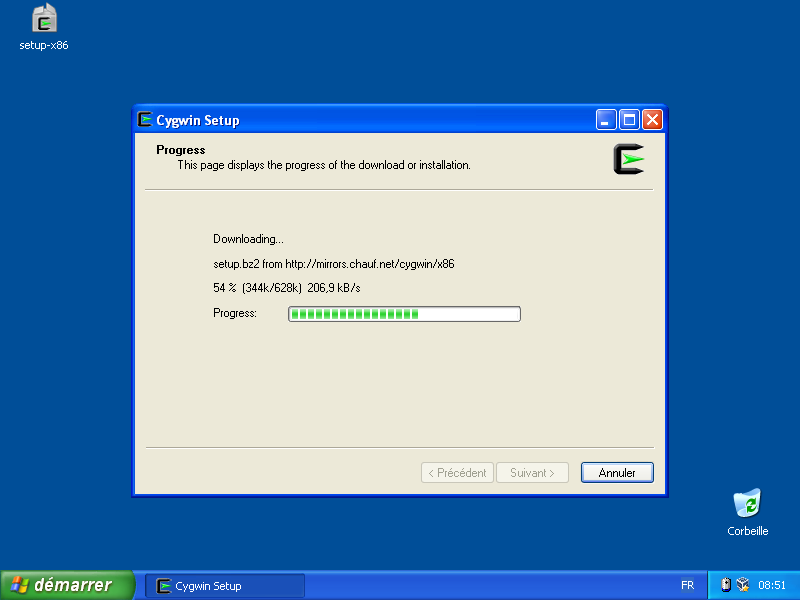 setup-x86
Cygwin Setup
Progress
This page displays the progress of the download or installation.
Downloading...
setup.bz2 from http://mirrors.chauf.net/cygwin/x86
54 % (344k/628k) 206,9 kB/s
Progress:
< Précédent
Suivant >
Annuler
Corbeille
démarrer
Cygwin Setup
FR
08:51